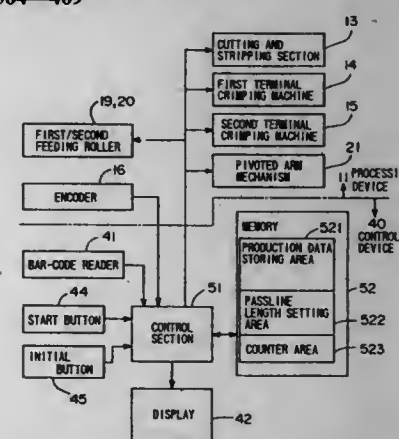 13
CUTTING AND
STRIPPING SECTION
14
FIRST TERMINAL
CRIMPING MACHINE
19,20
15
FIRST/SECOND
FEEDING ROLLER
SECOND TERMINAL
CRIMPING MACHINE
21
16
PIVOTED ARM
MECHANISM
11 PROCESSI
DEVICE
ENCODER
40
CONTROL
DEVICE
41
MEMORY 521
BAR-CODE READER
PRODUCTION DATA
STORING AREA
44
51
52
START BUTTON
CONTROL
SECTION
PASSLINE
LENGTH SETTING
AREA
522
INITIAL
BUTTON
COUNTER AREA
523
45
DISPLAY
42